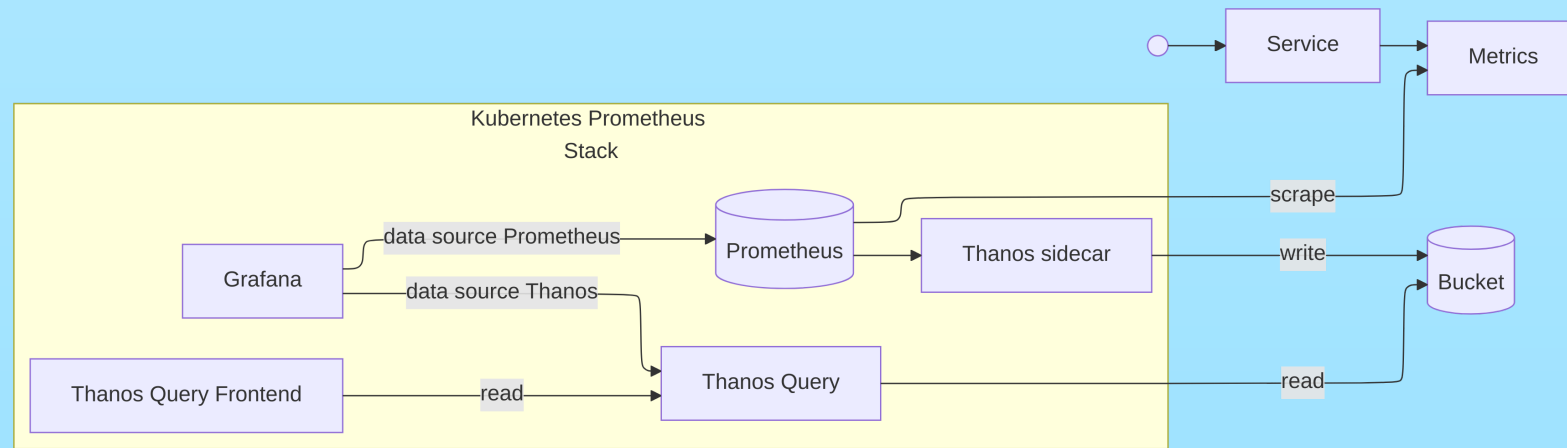 Service
Metrics
Kubernetes Prometheus
Stack
scrape
data source Prometheus
Prometheus
Thanos sidecar
write
Grafana
data source Thanos
Bucket
Thanos Query Frontend
read
Thanos Query
read